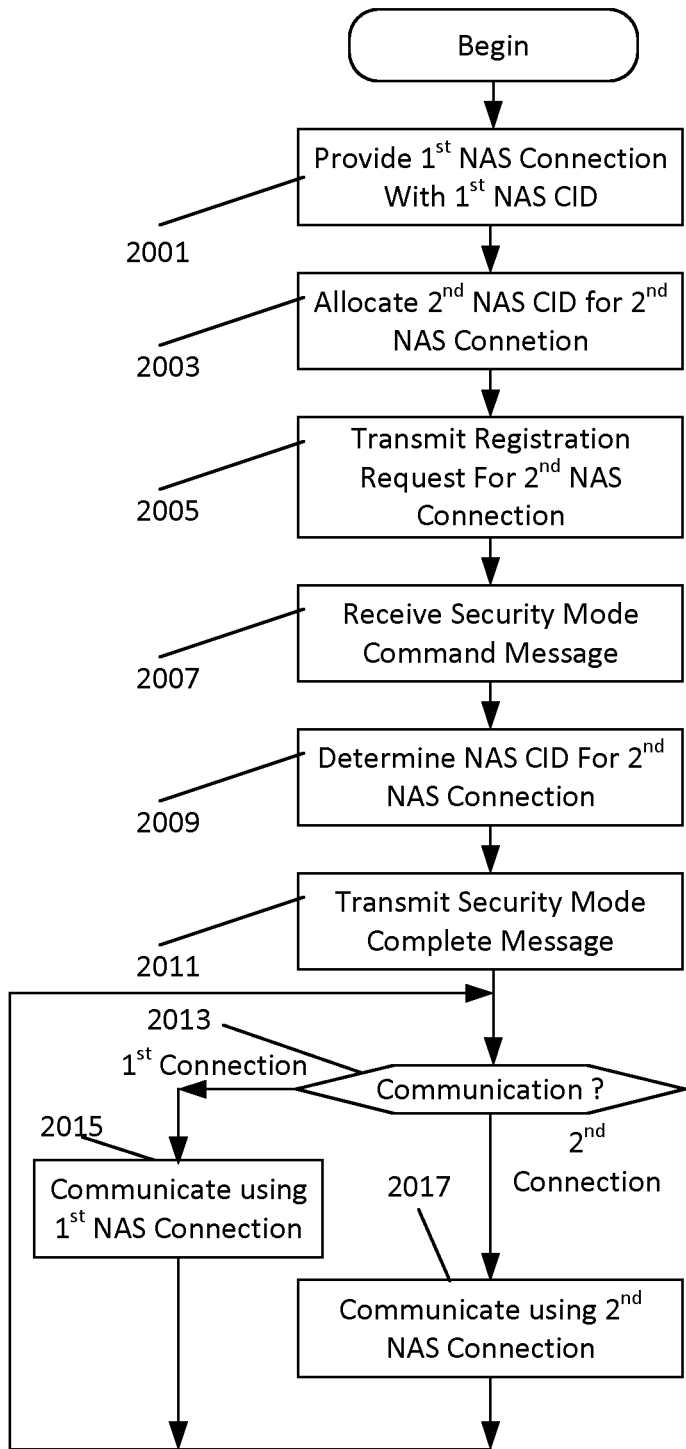 Begin
Provide 1st NAS Connection
With 1st NAS CID
2001
Allocate 2nd NAS CID for 2nd
NAS Connetion
2003
Transmit Registration
Request For 2nd NAS
Connection
2005
Receive Security Mode
Command Message
2007
Determine NAS CID For 2nd
NAS Connection
2009
Transmit Security Mode
Complete Message
2011
2013
1st Connection
Communication ?
2015
2nd
Connection
Communicate using
1st NAS Connection
2017
Communicate using 2nd
NAS Connection